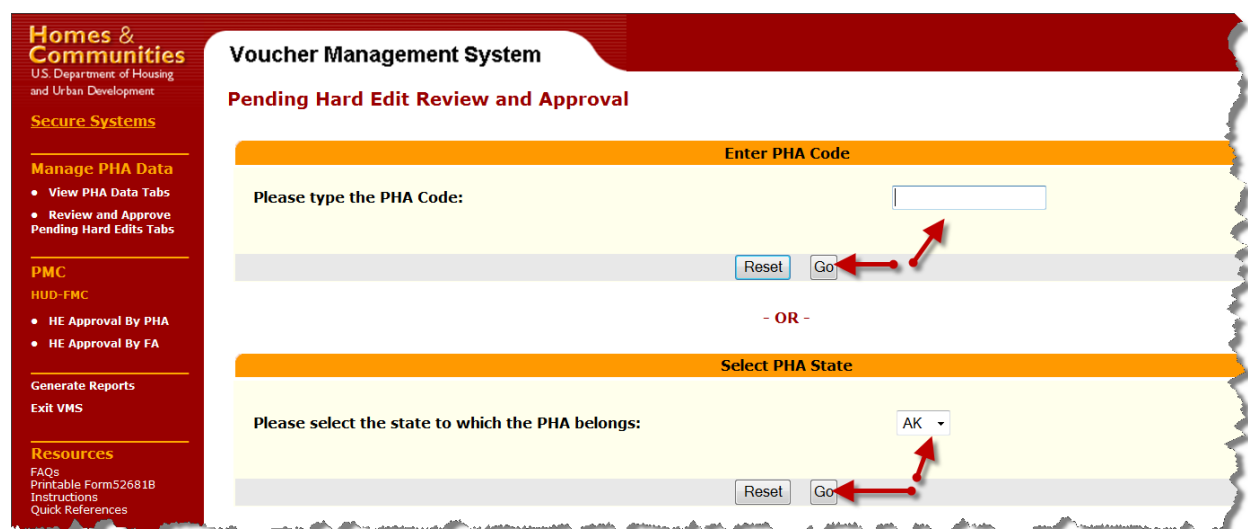 Homes &
Communities
U.S. Department of Housing
and Urban Development
Secure Systems
Manage PHA Data
• View PHA Data Tabs
• Review and Approve
Pending Hard Edits Tabs
PMC
HUD-FMC
• HE Approval By PHA
• HE Approval By FA
Generate Reports
Exit VMS
Resources
FAQs
Printable Form52681B
Instructions
Quick References
Voucher Management System
Pending Hard Edit Review and Approval
Enter PHA Code
Please type the PHA Code:
Reset Go
- OR -
Select PHA State
Please select the state to which the PHA belongs: AK
Reset Go